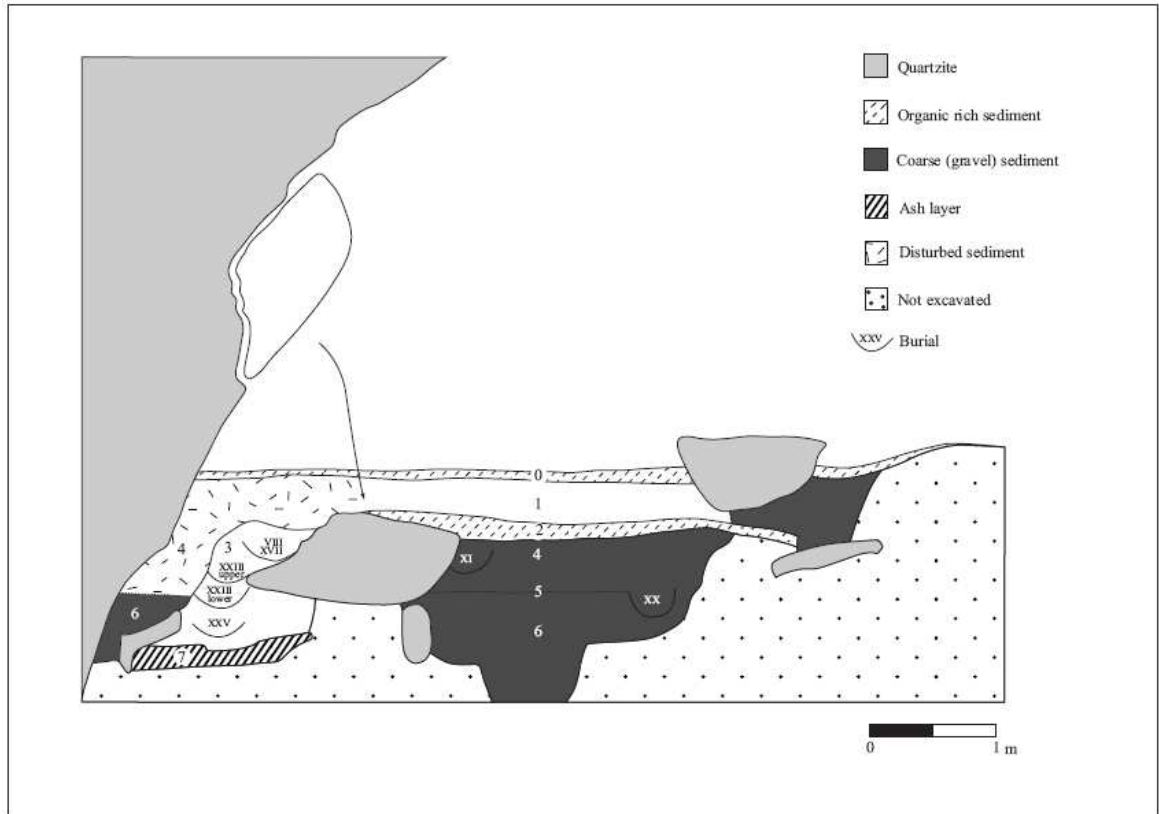 Quartzite
Organic rich sediment
Coarse (gravel) sediment
Ash layer
Disturbed sediment
Not excavated
XXV
Burial
0
1
2
4
3
VIII
XVII
XI
4
XXIII
upper
XXIII
lower
5
XX
6
XXV
6
7
0
1 m